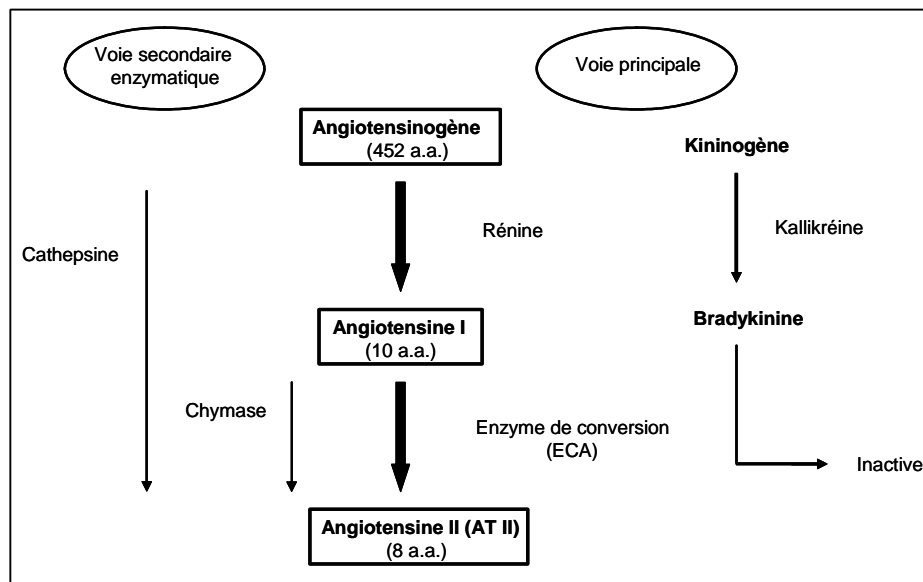 Voie secondaire
enzymatique
Voie principale
Angiotensinogène
(452 a.a.)
Kininogène
Rénine
Kallikréine
Cathepsine
Angiotensine I
(10 a.a.)
Bradykinine
Chymase
Enzyme de conversion
(ECA)
Inactive
Angiotensine II (AT II)
(8 a.a.)